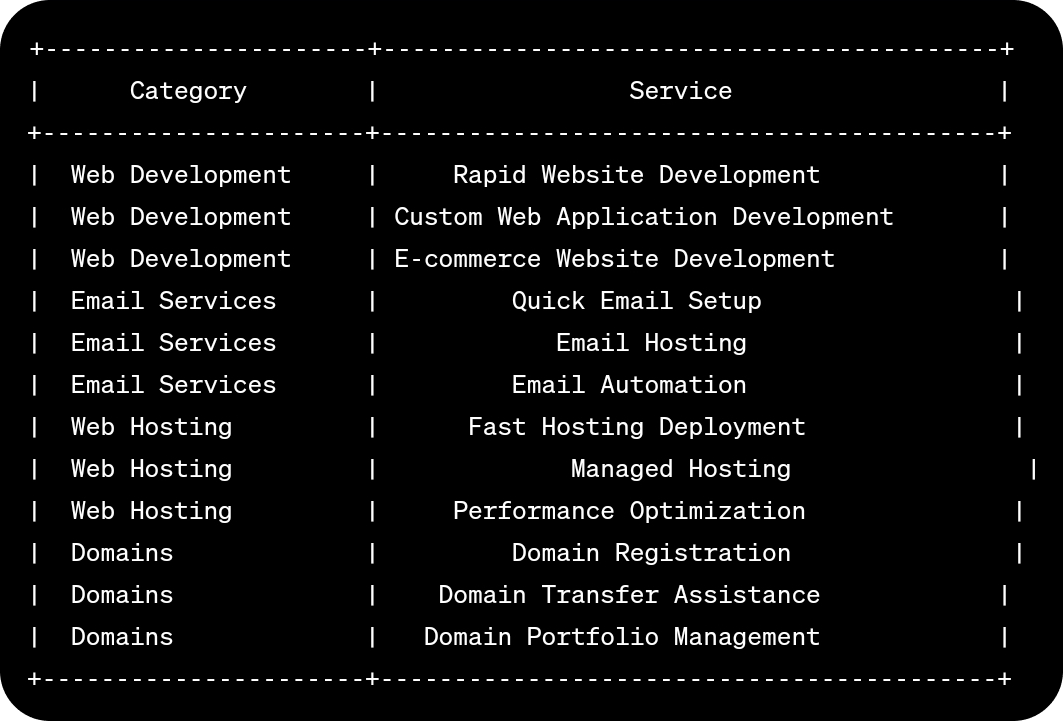 +----------------------+------------------------------------------+
|      Category        |                 Service                  |
+----------------------+------------------------------------------+
|  Web Development     |     Rapid Website Development            |
|  Web Development     | Custom Web Application Development       |
|  Web Development     | E-commerce Website Development           |
|  Email Services      |         Quick Email Setup                 |
|  Email Services      |            Email Hosting                  |
|  Email Services      |         Email Automation                  |
|  Web Hosting         |      Fast Hosting Deployment              |
|  Web Hosting         |             Managed Hosting                |
|  Web Hosting         |     Performance Optimization              |
|  Domains             |         Domain Registration               |
|  Domains             |    Domain Transfer Assistance            |
|  Domains             |   Domain Portfolio Management            |
+----------------------+------------------------------------------+